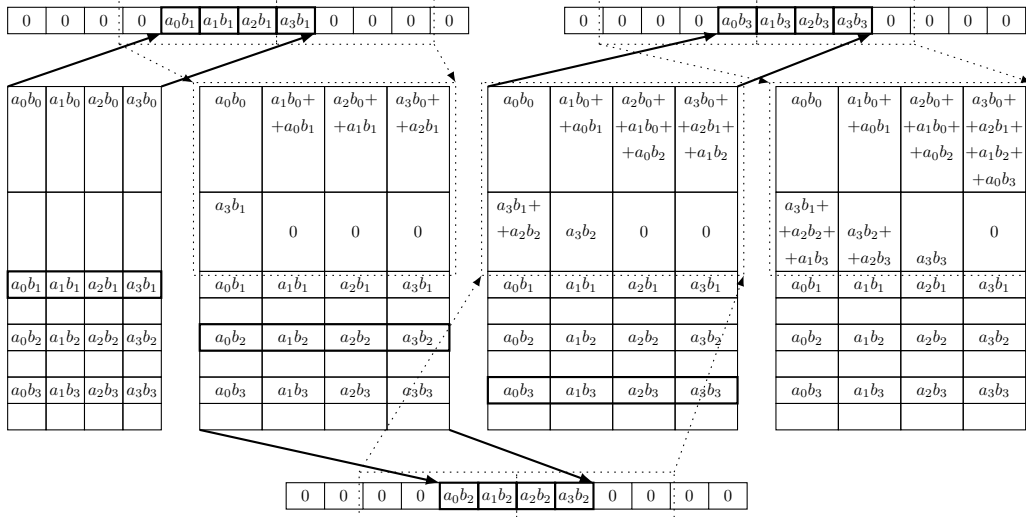 0 0 0 0 a₀b₁ a₁b₁ a₂b₁ a₃b₁ 0 0 0 0
0 0 0 0 a₀b₃ a₁b₃ a₂b₃ a₃b₃ 0 0 0 0
a₀b₀ a₁b₀ a₂b₀ a₃b₀
a₀b₁ a₁b₁ a₂b₁ a₃b₁
a₀b₂ a₁b₂ a₂b₂ a₃b₂
a₀b₃ a₁b₃ a₂b₃ a₃b₃
a₀b₀ a₁b₀+ a₂b₀+ a₃b₀+
+a₀b₁ +a₁b₁ +a₂b₁
a₃b₁
0 0 0
a₀b₁ a₁b₁ a₂b₁ a₃b₁
a₀b₂ a₁b₂ a₂b₂ a₃b₂
a₀b₃ a₁b₃ a₂b₃ a₃b₃
a₀b₀ a₁b₀+ a₂b₀+ a₃b₀+
+a₀b₁ +a₁b₀+ +a₂b₁+
+a₀b₂ +a₁b₂
a₃b₁+
+a₂b₂ a₃b₂ 0 0
a₀b₁ a₁b₁ a₂b₁ a₃b₁
a₀b₂ a₁b₂ a₂b₂ a₃b₂
a₀b₃ a₁b₃ a₂b₃ a₃b₃
a₀b₀ a₁b₀+ a₂b₀+ a₃b₀+
+a₀b₁ +a₁b₀+ +a₂b₁+
+a₀b₂ +a₁b₂+
+a₀b₃
a₃b₁+
+a₂b₂+ a₃b₂+ 0
+a₁b₃ +a₂b₃ a₃b₃
a₀b₁ a₁b₁ a₂b₁ a₃b₁
a₀b₂ a₁b₂ a₂b₂ a₃b₂
a₀b₃ a₁b₃ a₂b₃ a₃b₃
0 0 0 0 a₀b₂ a₁b₂ a₂b₂ a₃b₂ 0 0 0 0